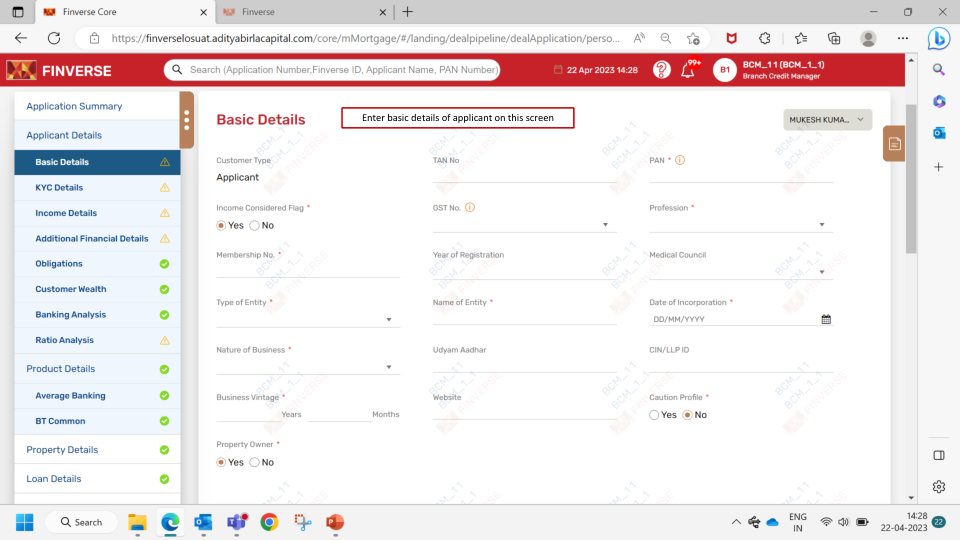 Finverse Core
Finverse
https://finverselosuat.adityabirlacapital.com/core/mMortgage/#/landing/dealpipeline/dealApplication/perso...
FINVERSE
Search (Application Number,Finverse ID, Applicant Name, PAN Number)
22 Apr 2023 14:28
99+
B1
BCM_11 (BCM_1_1)
Branch Credit Manager
Application Summary
Applicant Details
Basic Details
KYC Details
Income Details
Additional Financial Details
Obligations
Customer Wealth
Banking Analysis
Ratio Analysis
Product Details
Average Banking
BT Common
Property Details
Loan Details
Basic Details
Enter basic details of applicant on this screen
MUKESH KUMA...
Customer Type
Applicant
TAN No
PAN *
Income Considered Flag *
Yes No
GST No.
Profession *
Membership No. *
Year of Registration
Medical Council
Type of Entity *
Name of Entity *
Date of Incorporation *
DD/MM/YYYY
Nature of Business *
Udyam Aadhar
CIN/LLP ID
Business Vintage *
Years Months
Website
Caution Profile *
Yes No
Property Owner *
Yes No
BCM_11
BCM_1_1
FINVERSE
Search
ENG
IN
14:28
22-04-2023
22